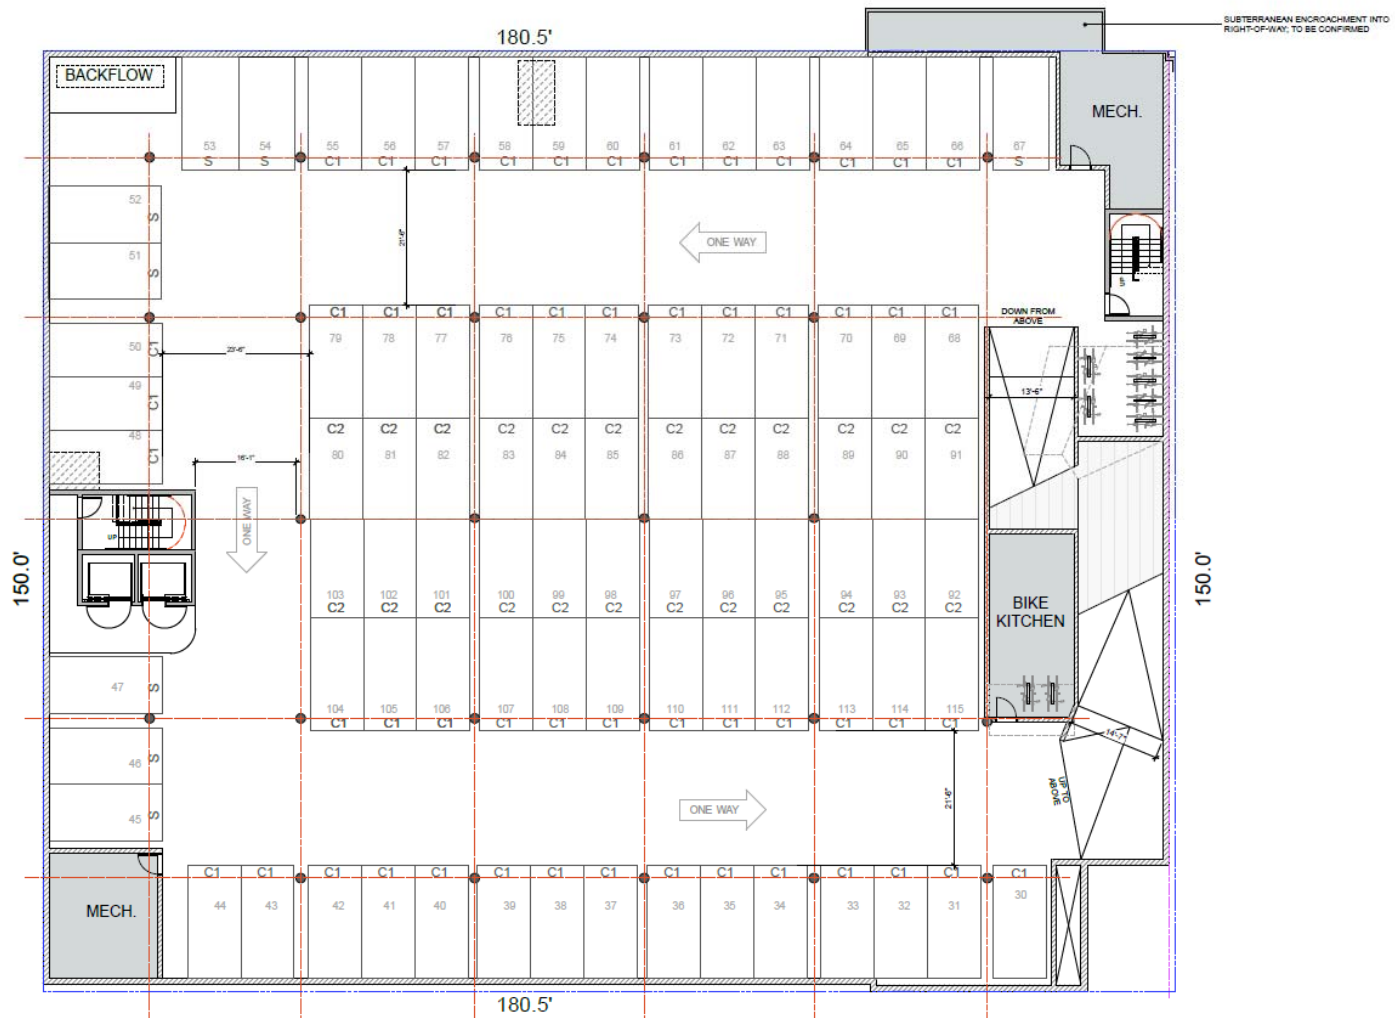 SUBTERRANEAN ENCROACHMENT INTO
RIGHT-OF-WAY; TO BE CONFIRMED
180.5'
BACKFLOW
MECH.
53 54 55 56 57 58 59 60 61 62 63 64 65 66 67
S S C1 C1 C1 C1 C1 C1 C1 C1 C1 C1 C1 C1 S
52 S
51 S
21'-6"
ONE WAY
UP
C1 C1 C1 C1 C1 C1 C1 C1 C1 C1 C1 C1
79 78 77 76 75 74 73 72 71 70 69 68
DOWN FROM
ABOVE
50 C1
23'-6"
49 C1
13'-6"
48 C1
C2 C2 C2 C2 C2 C2 C2 C2 C2 C2 C2 C2
80 81 82 83 84 85 86 87 88 89 90 91
16'-1"
ONE WAY
UP
150.0'
150.0'
103 102 101 100 99 98 97 96 95 94 93 92
C2 C2 C2 C2 C2 C2 C2 C2 C2 C2 C2 C2
BIKE
KITCHEN
47 S
104 105 106 107 108 109 110 111 112 113 114 115
C1 C1 C1 C1 C1 C1 C1 C1 C1 C1 C1 C1
14'-7"
46 S
45 S
UP TO
ABOVE
21'-6"
ONE WAY
C1 C1 C1 C1 C1 C1 C1 C1 C1 C1 C1 C1 C1 C1 C1
44 43 42 41 40 39 38 37 36 35 34 33 32 31 30
MECH.
180.5'